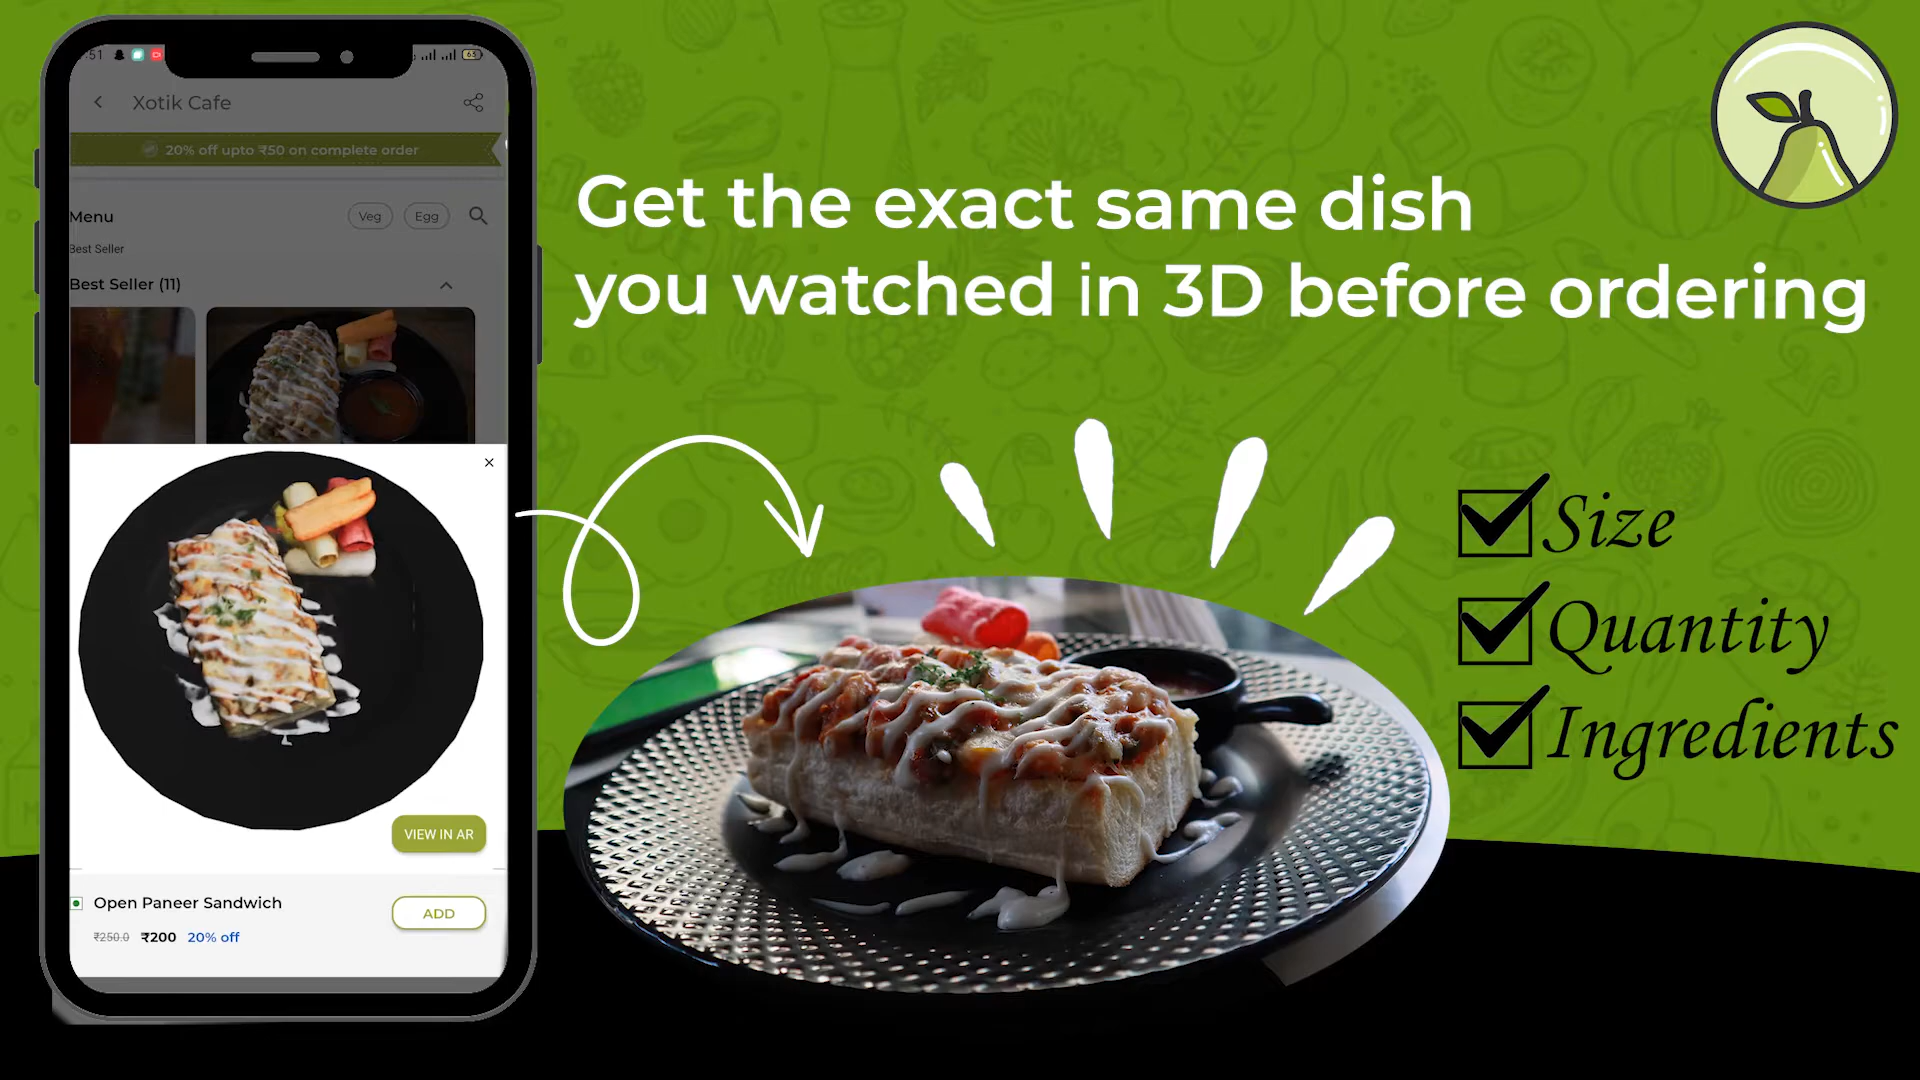 :51
65
Xotik Cafe
20% off upto ₹50 on complete order
Menu
Veg
Egg
Best Seller
Best Seller (11)
VIEW IN AR
Open Paneer Sandwich
ADD
₹250.0 ₹200 20% off
Get the exact same dish
you watched in 3D before ordering
Size
Quantity
Ingredients